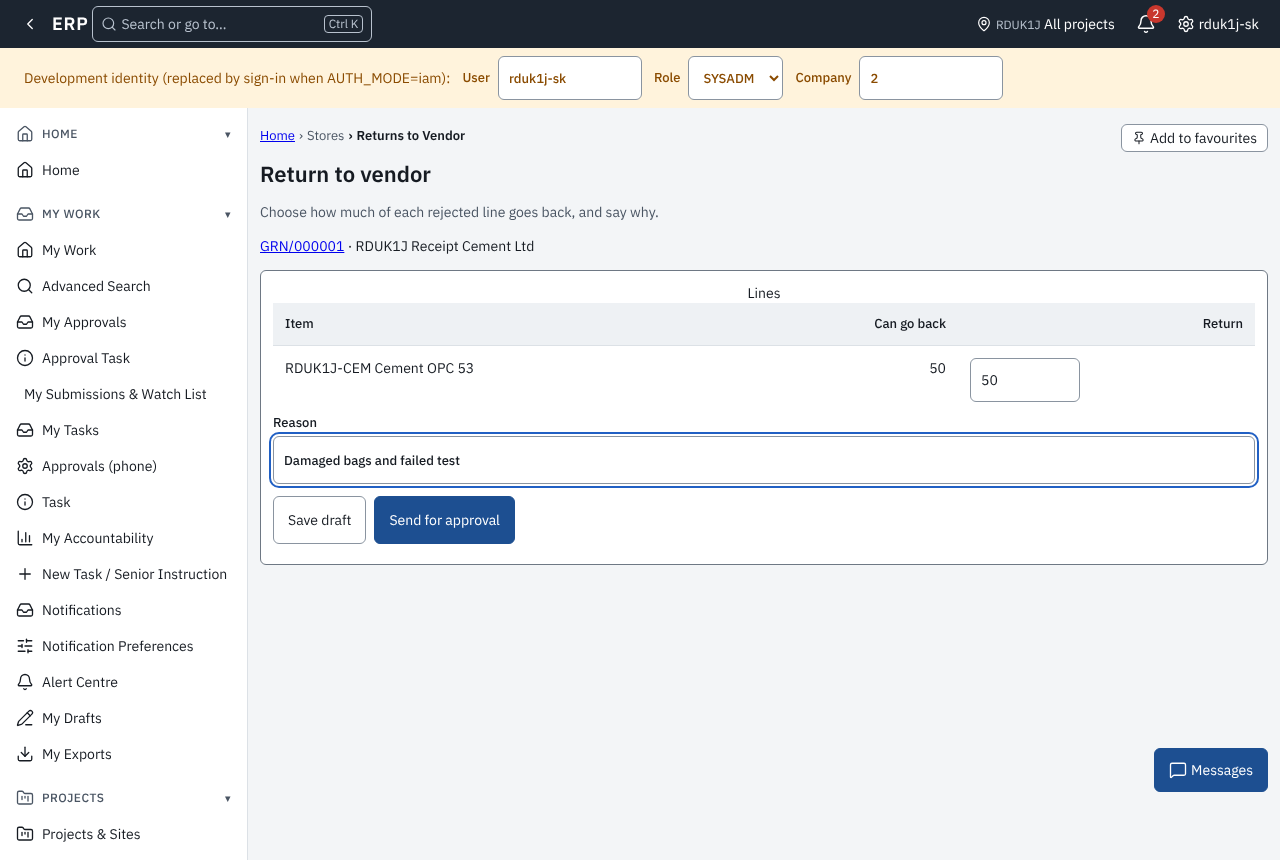 ERP
Search or go to...
Ctrl K
RDUK1J All projects
2
rduk1j-sk
Development identity (replaced by sign-in when AUTH_MODE=iam):
User
rduk1j-sk
Role
SYSADM
Company
2
HOME
Home
MY WORK
My Work
Advanced Search
My Approvals
Approval Task
My Submissions & Watch List
My Tasks
Approvals (phone)
Task
My Accountability
New Task / Senior Instruction
Notifications
Notification Preferences
Alert Centre
My Drafts
My Exports
PROJECTS
Projects & Sites
Home › Stores › Returns to Vendor
Add to favourites
Return to vendor
Choose how much of each rejected line goes back, and say why.
GRN/000001 · RDUK1J Receipt Cement Ltd
Lines
Item
Can go back
Return
RDUK1J-CEM Cement OPC 53
50
50
Reason
Damaged bags and failed test
Save draft
Send for approval
Messages